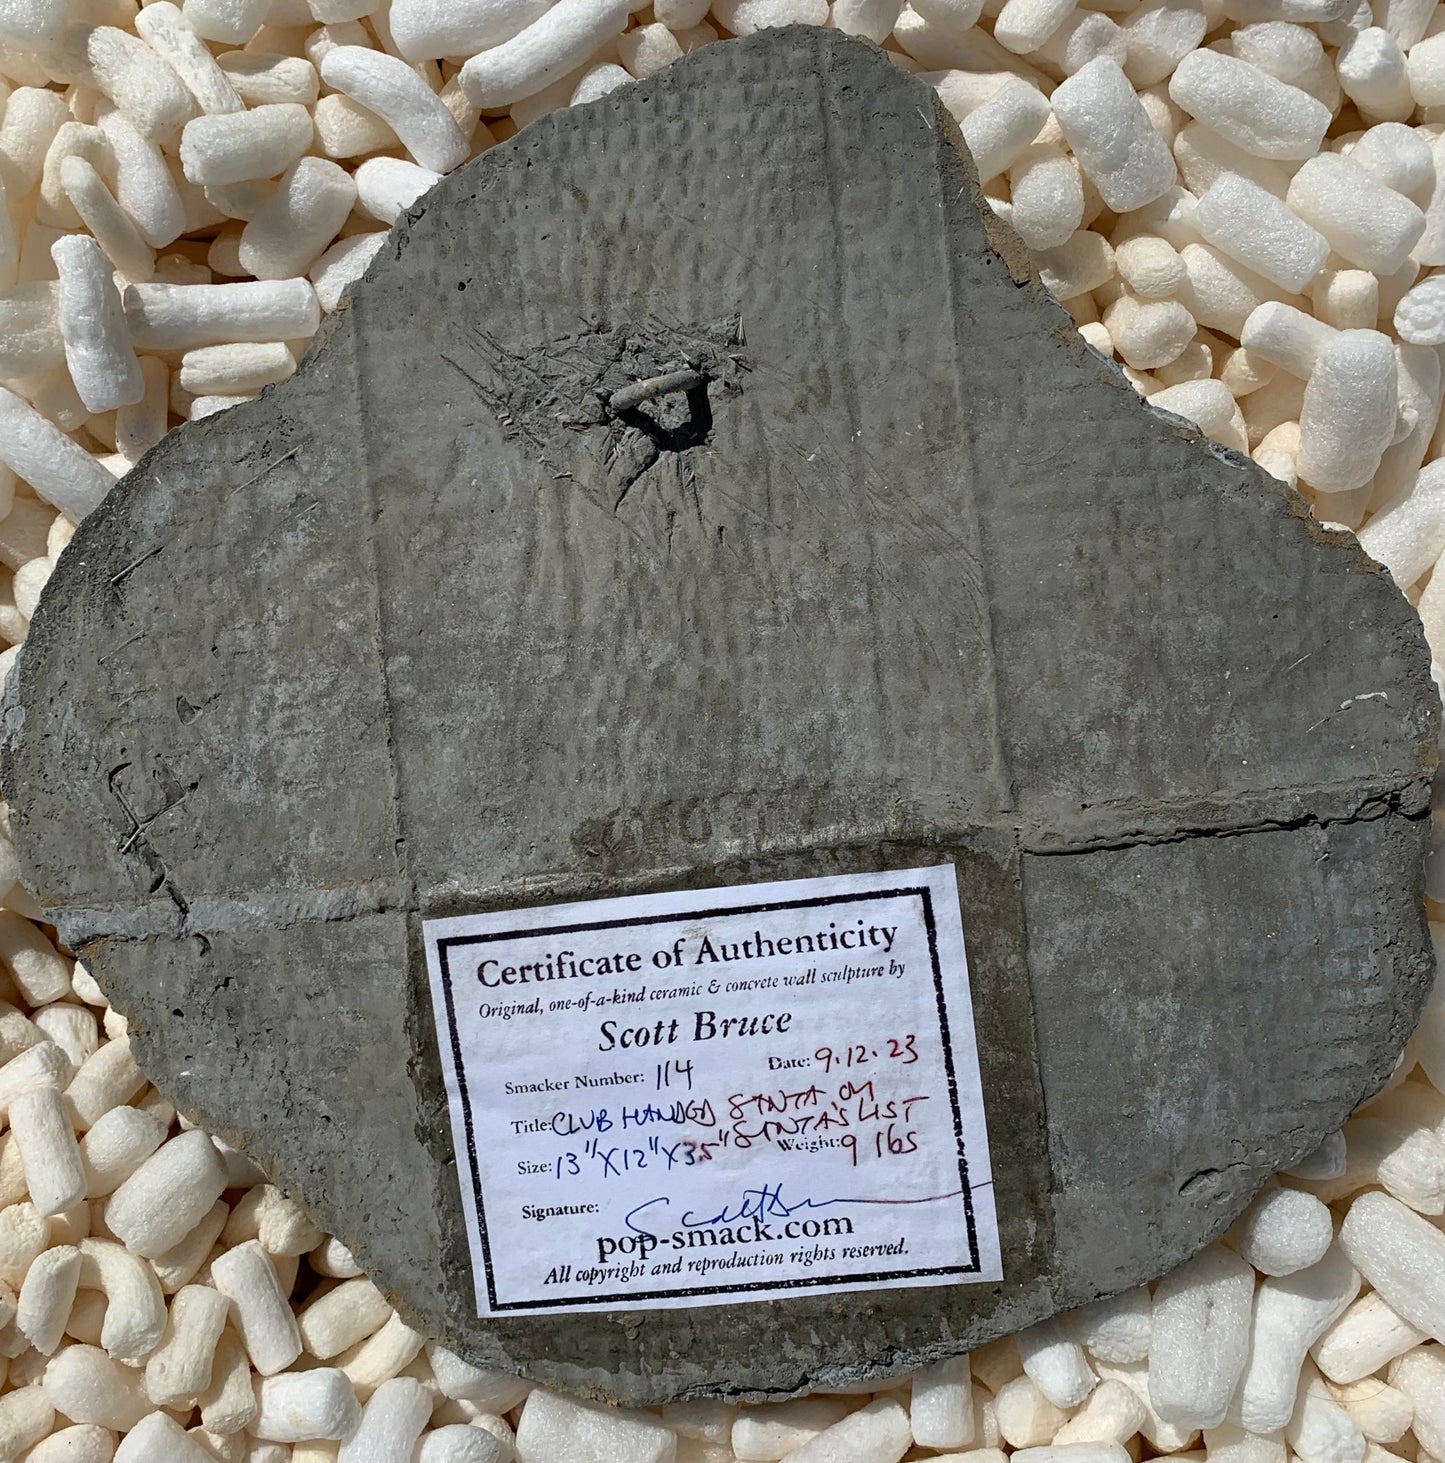 Certificate of Authenticity
Original, one-of-a-kind ceramic & concrete wall sculpture by
Scott Bruce
Smacker Number: 114 Date: 9.12.23
Title: CLUB HANDED SANTA OM
SANTA'S LIST
Size: 13"X12"X3.5" Weight: 9 lbs
Signature:
pop-smack.com
All copyright and reproduction rights reserved.